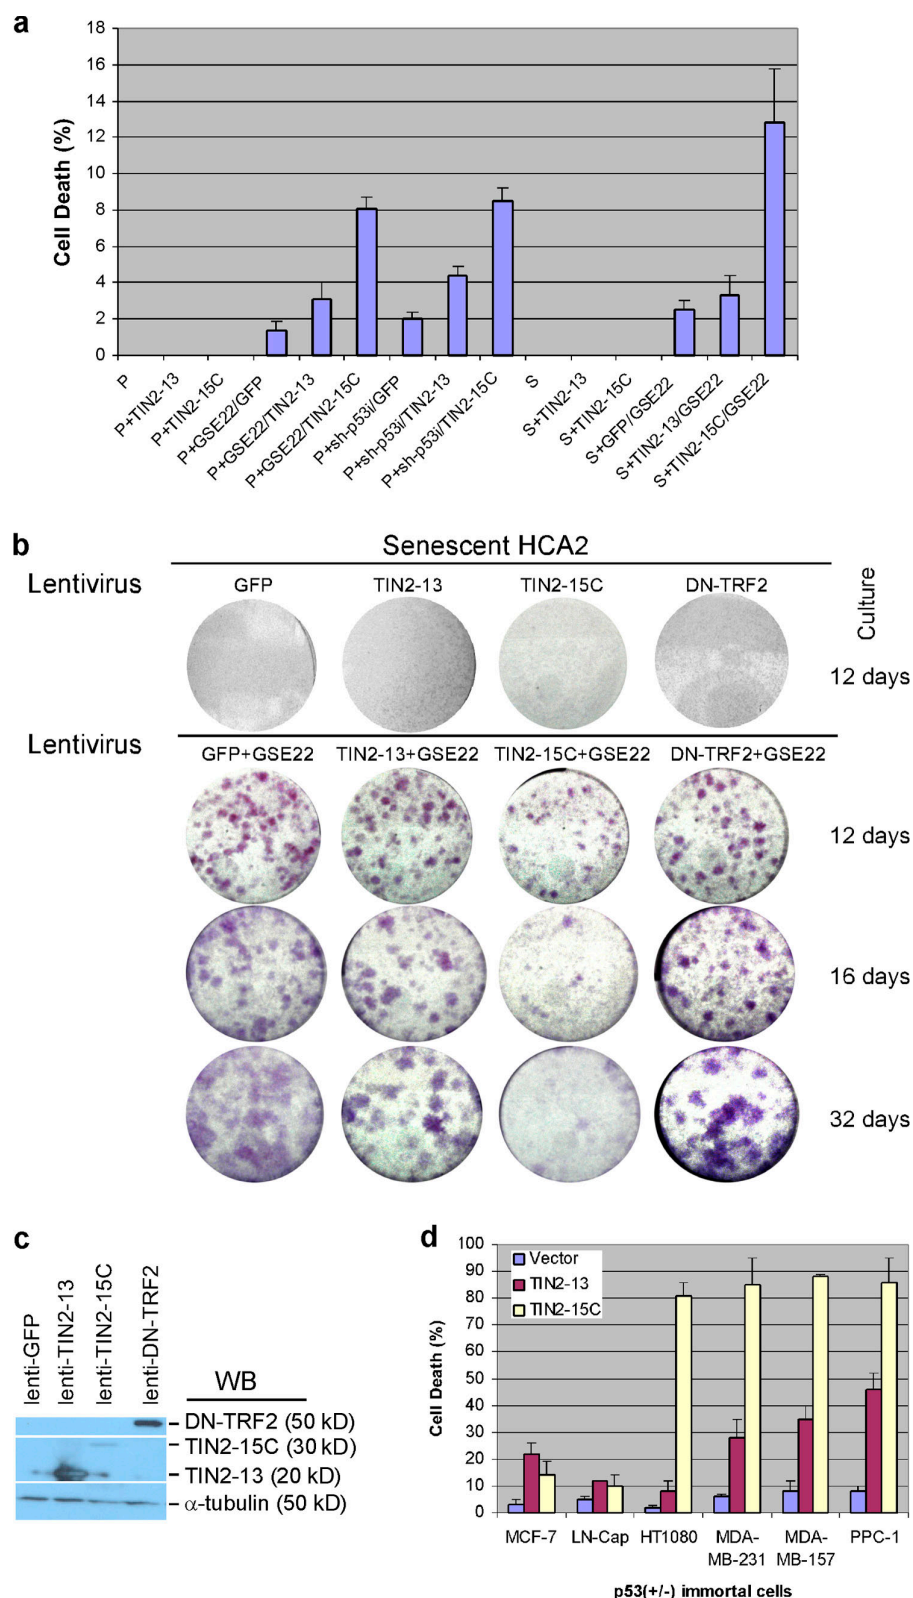 a
18
16
14
12
10
8
6
4
2
0
Cell Death (%)
P
P+TIN2-13
P+TIN2-15C
P+GSE22/GFP
P+GSE22/TIN2-13
P+GSE22/TIN2-15C
P+sh-p53i/GFP
P+sh-p53i/TIN2-13
P+sh-p53i/TIN2-15C
S
S+TIN2-13
S+TIN2-15C
S+GFP/GSE22
S+TIN2-13/GSE22
S+TIN2-15C/GSE22
b
Senescent HCA2
Lentivirus
GFP
TIN2-13
TIN2-15C
DN-TRF2
Culture
12 days
Lentivirus
GFP+GSE22
TIN2-13+GSE22
TIN2-15C+GSE22
DN-TRF2+GSE22
12 days
16 days
32 days
c
lenti-GFP
lenti-TIN2-13
lenti-TIN2-15C
lenti-DN-TRF2
WB
DN-TRF2 (50 kD)
TIN2-15C (30 kD)
TIN2-13 (20 kD)
α-tubulin (50 kD)
d
100
90
80
70
60
50
40
30
20
10
0
Cell Death (%)
Vector
TIN2-13
TIN2-15C
MCF-7
LN-Cap
HT1080
MDA-
MB-231
MDA-
MB-157
PPC-1
p53(+/-) immortal cells